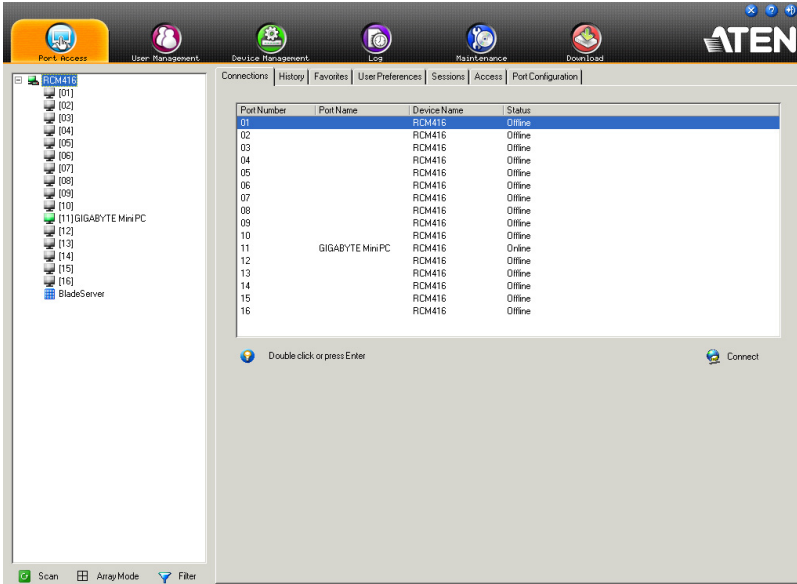 ATEN
Port Access User Management Device Management Log Maintenance Download
Connections History Favorites User Preferences Sessions Access Port Configuration
RCM416
[01]
[02]
[03]
[04]
[05]
[06]
[07]
[08]
[09]
[10]
[11]GIGABYTE Mini PC
[12]
[13]
[14]
[15]
[16]
BladeServer
Port Number Port Name Device Name Status
01 RCM416 Offline
02 RCM416 Offline
03 RCM416 Offline
04 RCM416 Offline
05 RCM416 Offline
06 RCM416 Offline
07 RCM416 Offline
08 RCM416 Offline
09 RCM416 Offline
10 RCM416 Offline
11 GIGABYTE Mini PC RCM416 Online
12 RCM416 Offline
13 RCM416 Offline
14 RCM416 Offline
15 RCM416 Offline
16 RCM416 Offline
Double click or press Enter
Connect
Scan Array Mode Filter